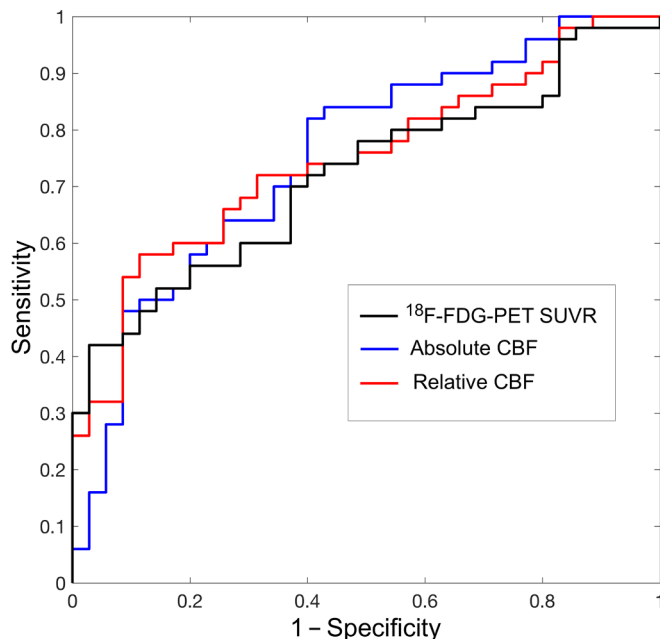 1
0.9
0.8
0.7
0.6
0.5
0.4
0.3
0.2
0.1
0
Sensitivity
¹⁸F-FDG-PET SUVR
Absolute CBF
Relative CBF
0 0.2 0.4 0.6 0.8 1
1 – Specificity